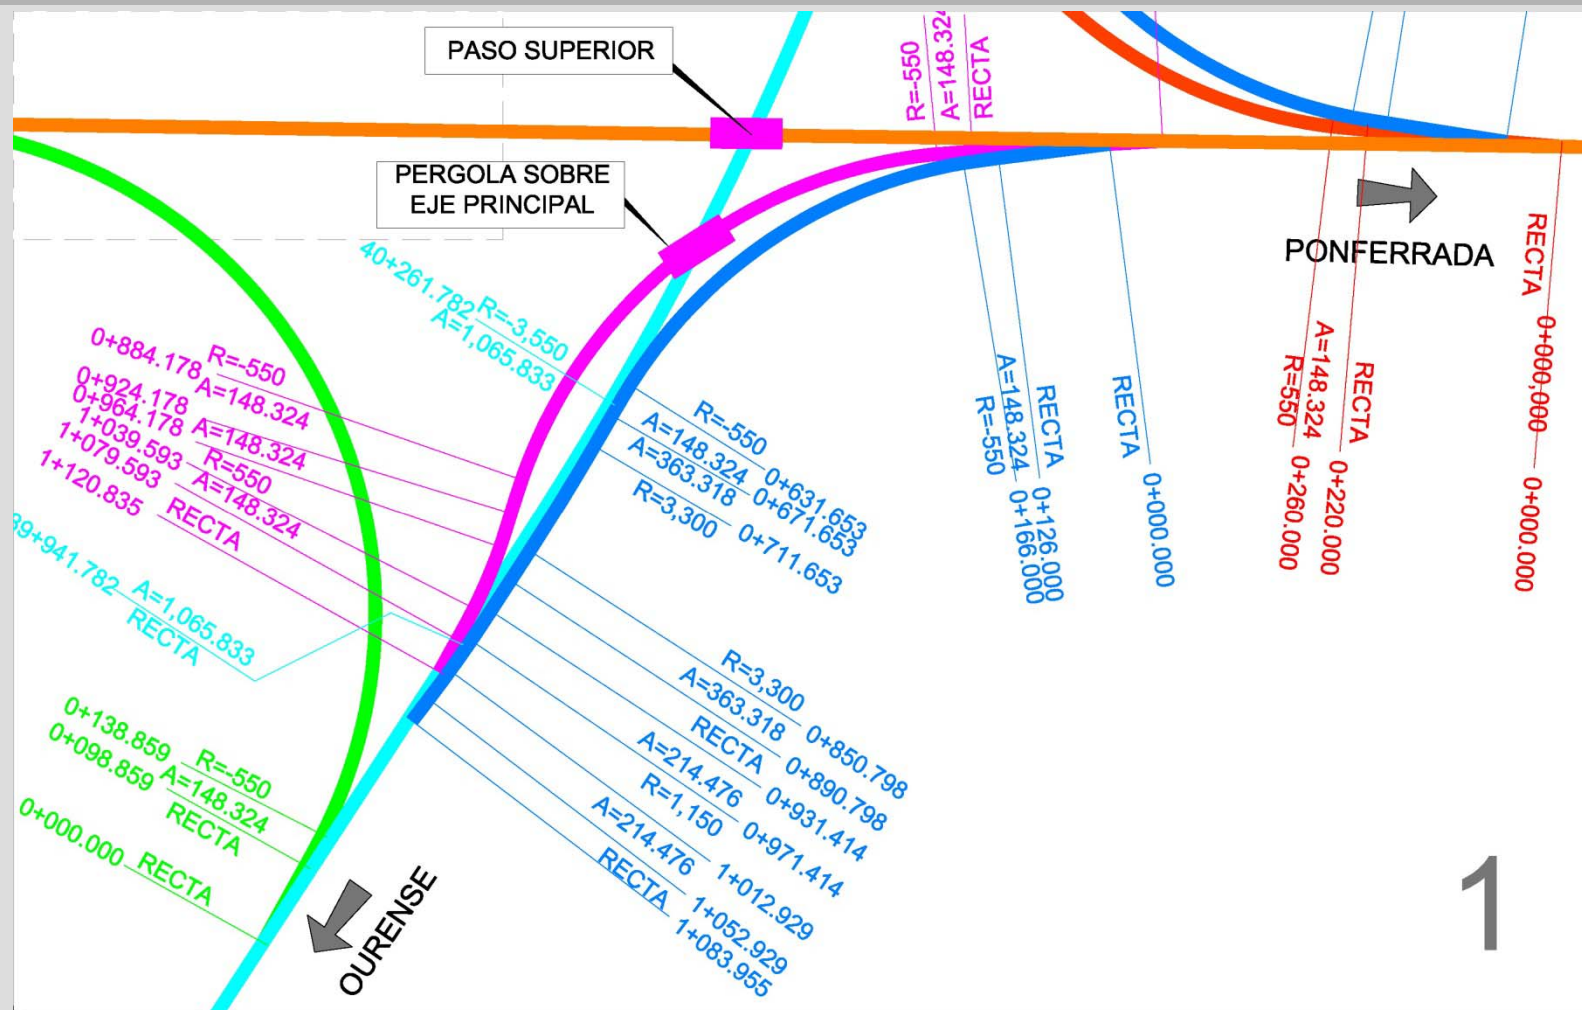 PASO SUPERIOR
PERGOLA SOBRE
EJE PRINCIPAL
R=-550
A=148.324
RECTA
PONFERRADA
40+261.782
R=-3,550
A=1,065.833
0+884.178
R=-550
A=148.324
0+924.178
0+964.178
A=148.324
R=550
1+039.593
1+079.593
A=148.324
1+120.835
RECTA
39+941.782
A=1,065.833
RECTA
0+138.859
R=-550
0+098.859
A=148.324
RECTA
0+000.000
RECTA
OURENSE
R=-550
0+631.653
A=148.324
A=363.318
0+671.653
R=3,300
0+711.653
R=3,300
0+850.798
A=363.318
RECTA
0+890.798
A=214.476
0+931.414
R=1,150
0+971.414
A=214.476
1+012.929
RECTA
1+052.929
1+083.955
R=-550
A=148.324
0+166.000
RECTA
0+126.000
RECTA
0+000.000
R=550
0+260.000
A=148.324
RECTA
0+220.000
RECTA
0+000,000
0+000.000
1